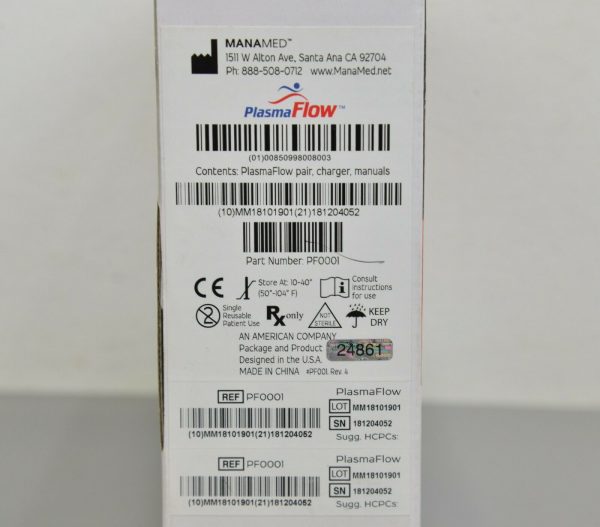 MANAMED™
1511 W Alton Ave, Santa Ana CA 92704
Ph: 888-508-0712 www.ManaMed.net
PlasmaFlow™
(01)00850998008003
Contents: PlasmaFlow pair, charger, manuals
(10)MM18101901(21)181204052
Part Number: PF0001
CE
Store At: 10-40°
(50°-104° F)
i
Consult
instructions
for use
2
Single
Reusable
Patient Use
Rx only
NOT
STERILE
KEEP
DRY
AN AMERICAN COMPANY
Package and Product
Designed in the U.S.A.
24861
MADE IN CHINA #PF001 Rev. 4
REF PF0001
PlasmaFlow
LOT MM18101901
SN 181204052
(10)MM18101901(21)181204052
Sugg. HCPCs:
REF PF0001
PlasmaFlow
LOT MM18101901
SN 181204052
(10)MM18101901(21)181204052
Sugg. HCPCs: